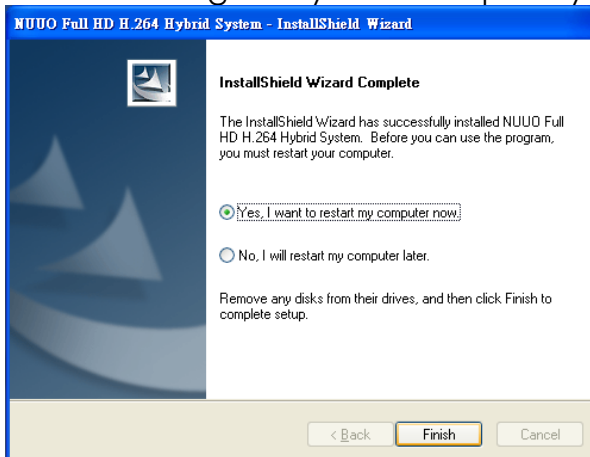 NUUO Full HD H.264 Hybrid System - InstallShield Wizard
InstallShield Wizard Complete
The InstallShield Wizard has successfully installed NUUO Full
HD H.264 Hybrid System. Before you can use the program,
you must restart your computer.
Yes, I want to restart my computer now.
No, I will restart my computer later.
Remove any disks from their drives, and then click Finish to
complete setup.
< Back Finish Cancel